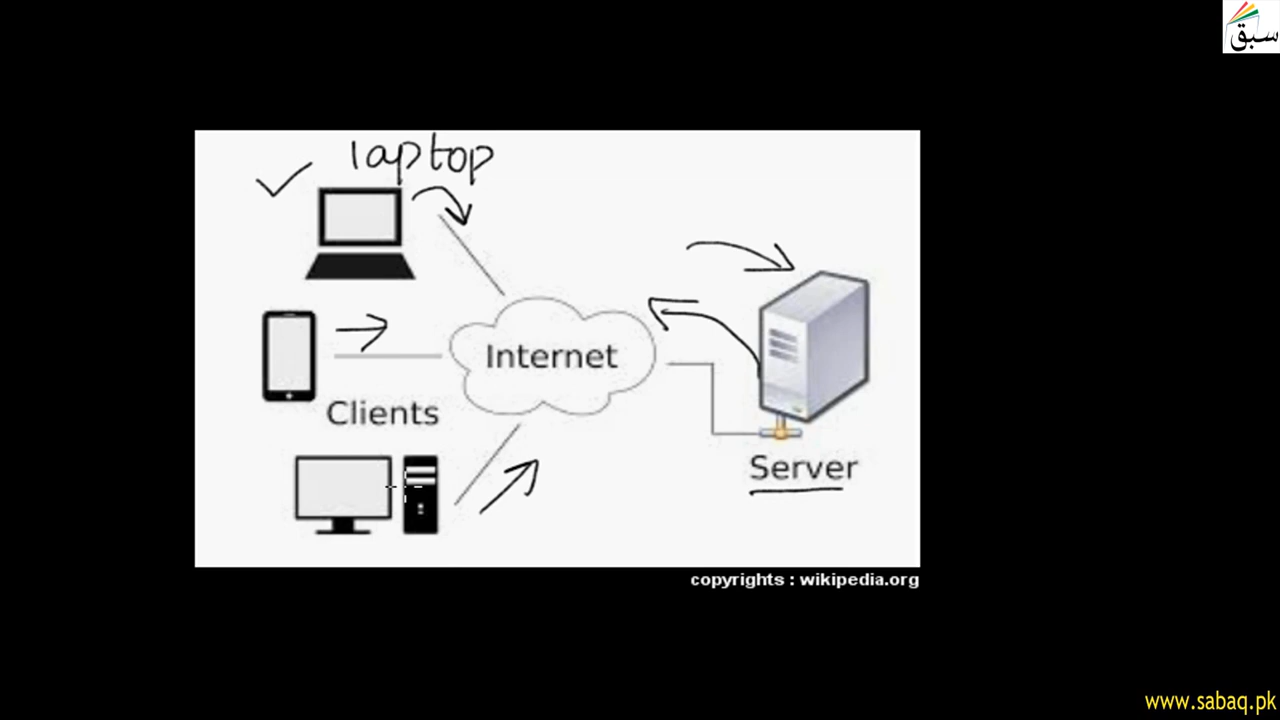 سبق
laptop
Internet
Clients
Server
copyrights : wikipedia.org
www.sabaq.pk